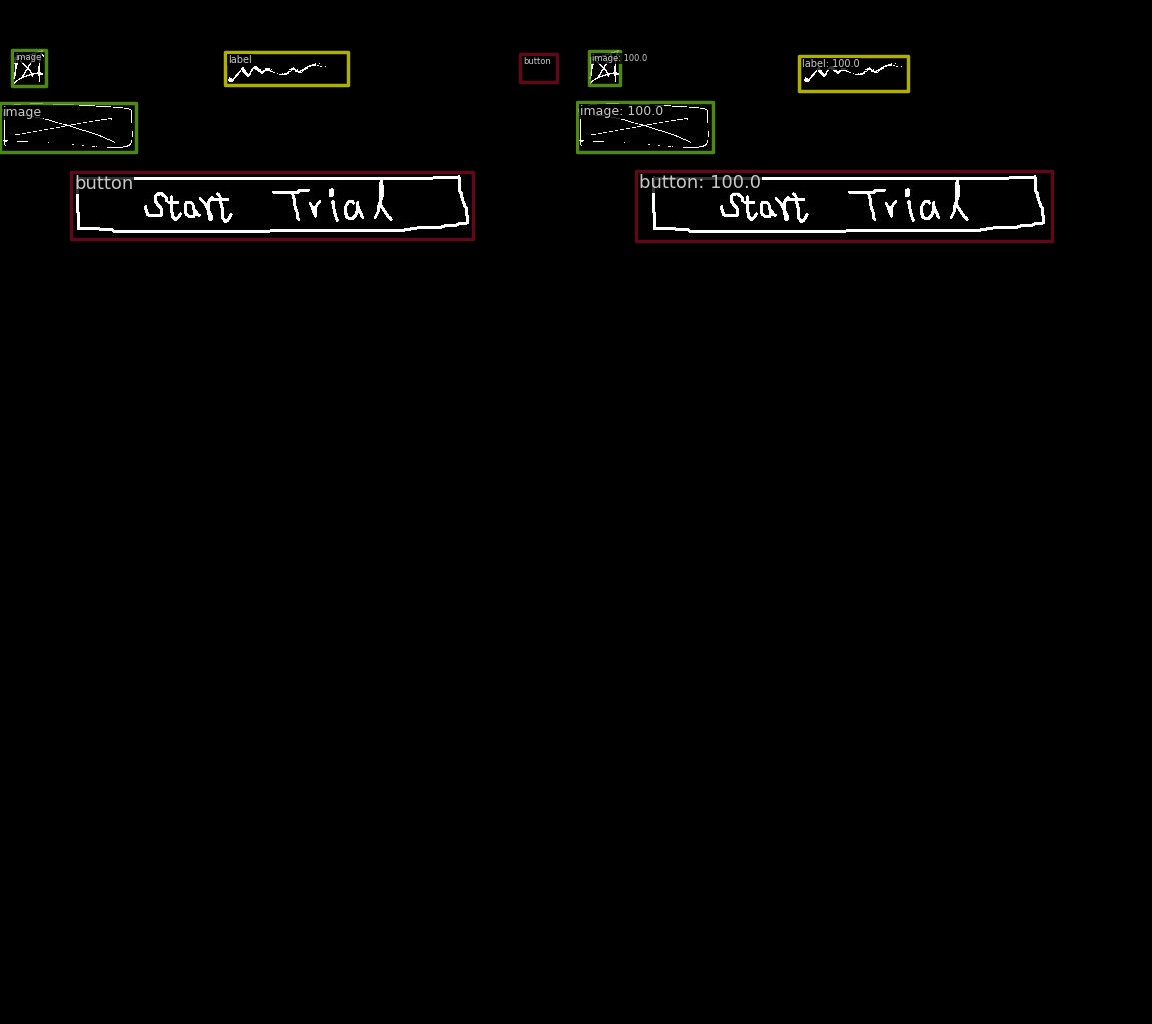 image label button image: 100.0 label: 100.0
image image: 100.0
button button: 100.0
Start Trial Start Trial